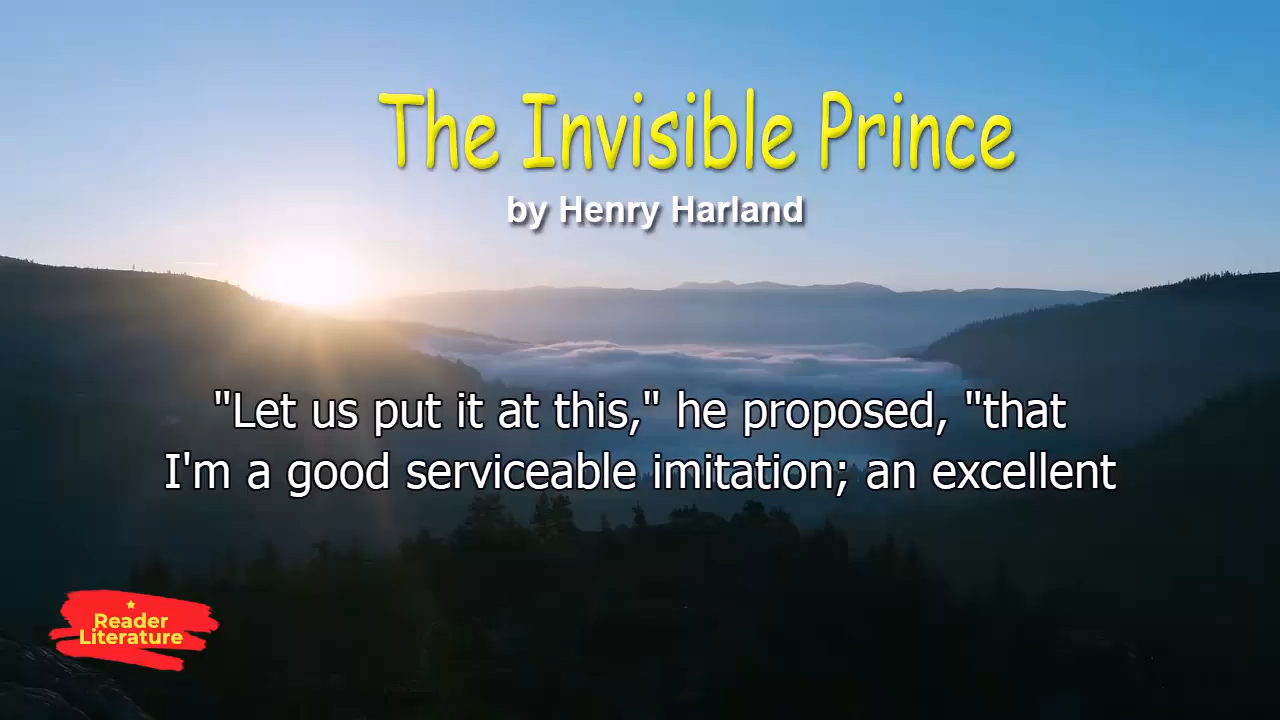 The Invisible Prince
by Henry Harland
"Let us put it at this," he proposed, "that
I'm a good serviceable imitation; an excellent
Reader
Literature